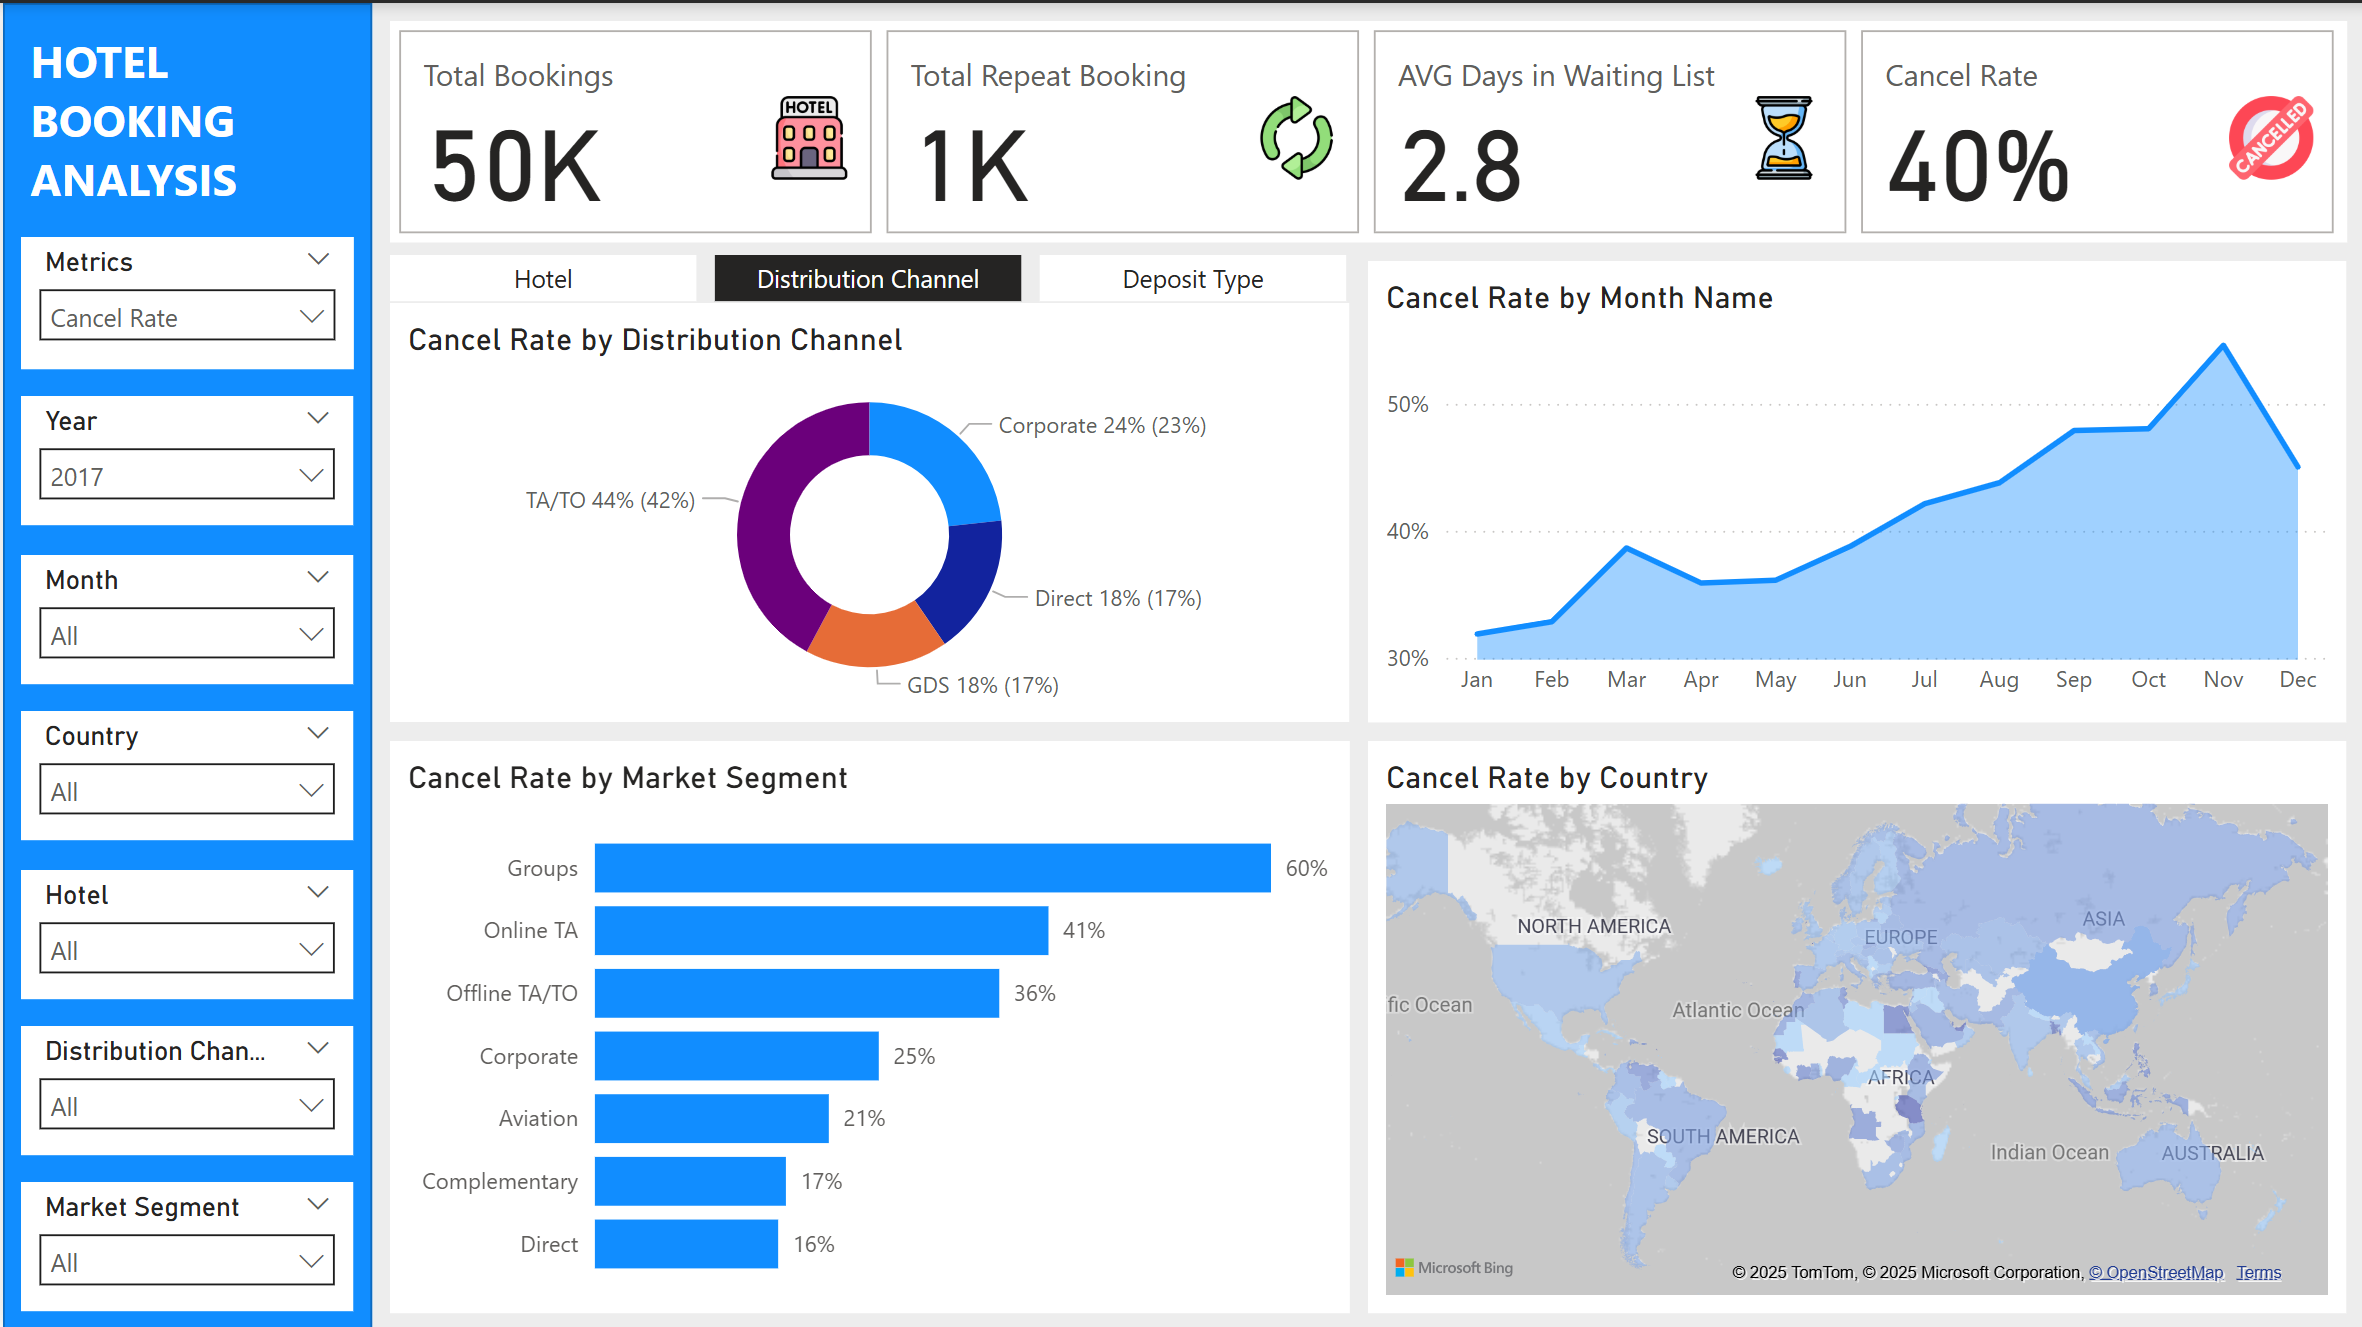 HOTEL
BOOKING
ANALYSIS
Metrics
Cancel Rate
Year
2017
Month
All
Country
All
Hotel
All
Distribution Chan...
All
Market Segment
All
Total Bookings
50K
HOTEL
Total Repeat Booking
1K
AVG Days in Waiting List
2.8
Cancel Rate
40%
CANCELLED
Hotel
Distribution Channel
Deposit Type
Cancel Rate by Distribution Channel
Corporate 24% (23%)
TA/TO 44% (42%)
Direct 18% (17%)
GDS 18% (17%)
Cancel Rate by Month Name
50%
40%
30%
Jan Feb Mar Apr May Jun Jul Aug Sep Oct Nov Dec
Cancel Rate by Market Segment
Groups 60%
Online TA 41%
Offline TA/TO 36%
Corporate 25%
Aviation 21%
Complementary 17%
Direct 16%
Cancel Rate by Country
NORTH AMERICA
EUROPE
ASIA
fic Ocean
Atlantic Ocean
AFRICA
SOUTH AMERICA
Indian Ocean
AUSTRALIA
Microsoft Bing
© 2025 TomTom, © 2025 Microsoft Corporation, © OpenStreetMap Terms